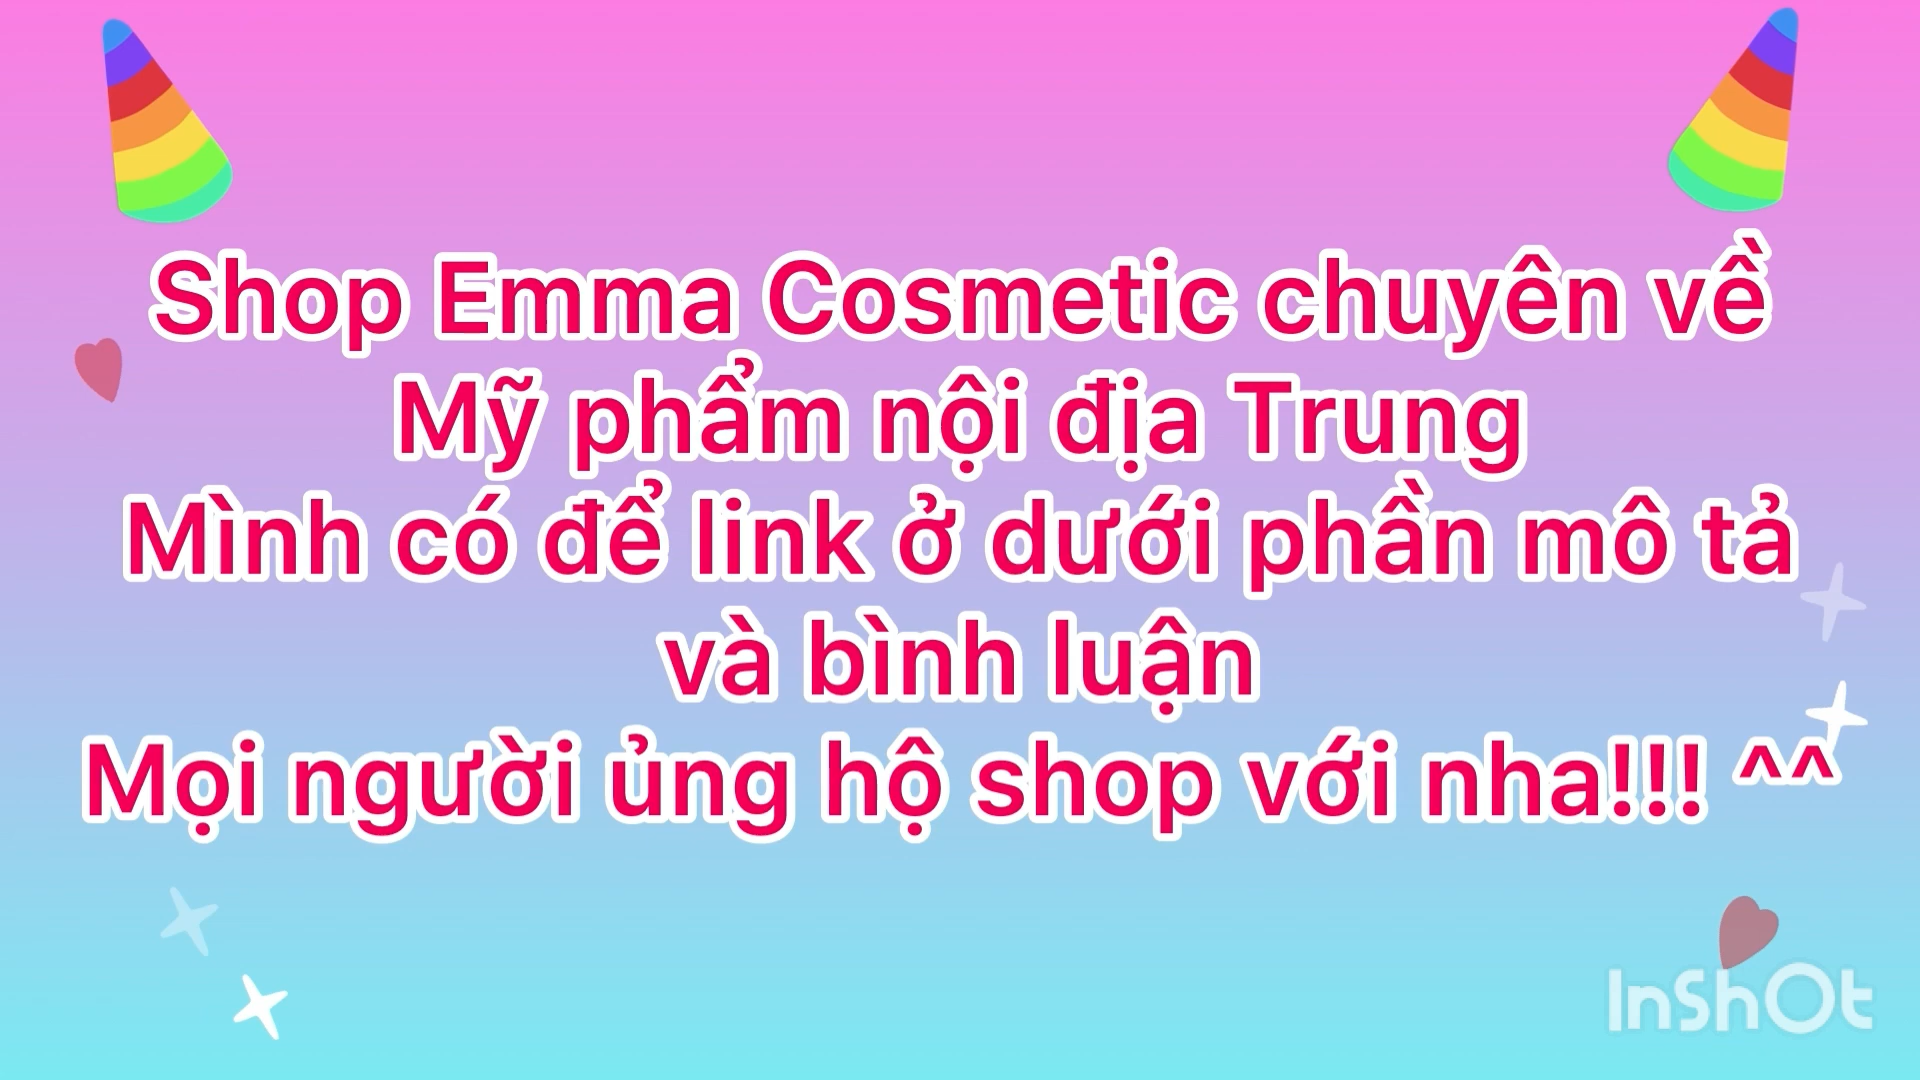 Shop Emma Cosmetic chuyên về
Mỹ phẩm nội địa Trung
Mình có để link ở dưới phần mô tả
và bình luận
Mọi người ủng hộ shop với nha!!! ^^
InShOt